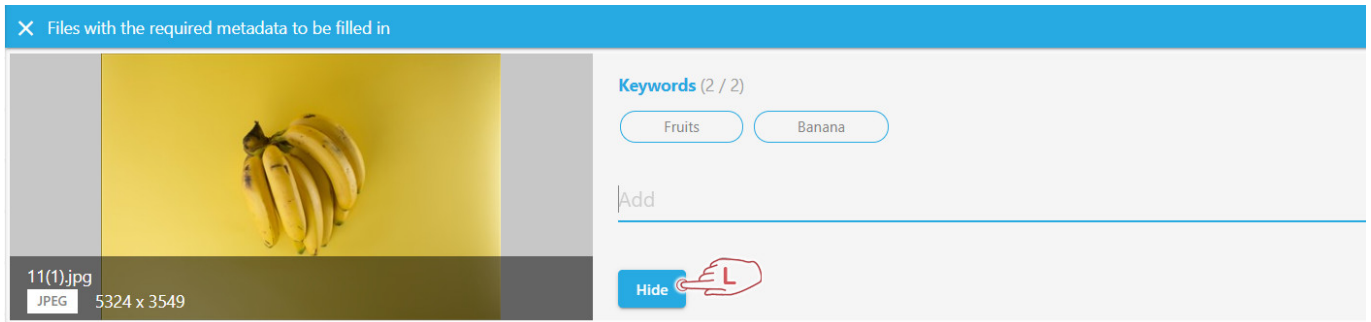 Files with the required metadata to be filled in
Keywords (2 / 2)
Fruits Banana
Add
11(1).jpg
JPEG 5324 x 3549
Hide L